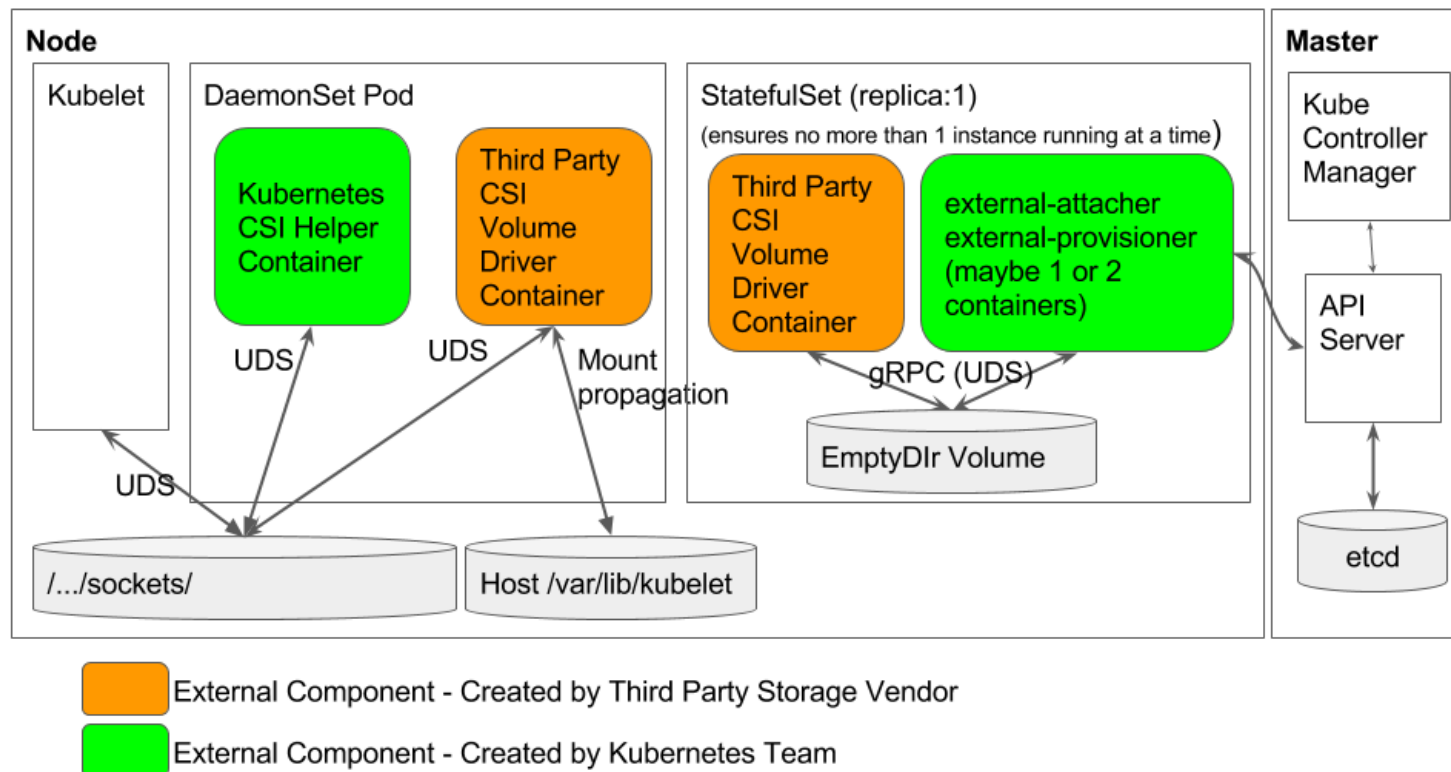 Node
Kubelet
DaemonSet Pod
Kubernetes
CSI Helper
Container
Third Party
CSI
Volume
Driver
Container
UDS
UDS
Mount
propagation
UDS
/.../sockets/
Host /var/lib/kubelet
StatefulSet (replica:1)
(ensures no more than 1 instance running at a time)
Third Party
CSI
Volume
Driver
Container
external-attacher
external-provisioner
(maybe 1 or 2
containers)
gRPC (UDS)
EmptyDIr Volume
Master
Kube
Controller
Manager
API
Server
etcd
External Component - Created by Third Party Storage Vendor
External Component - Created by Kubernetes Team